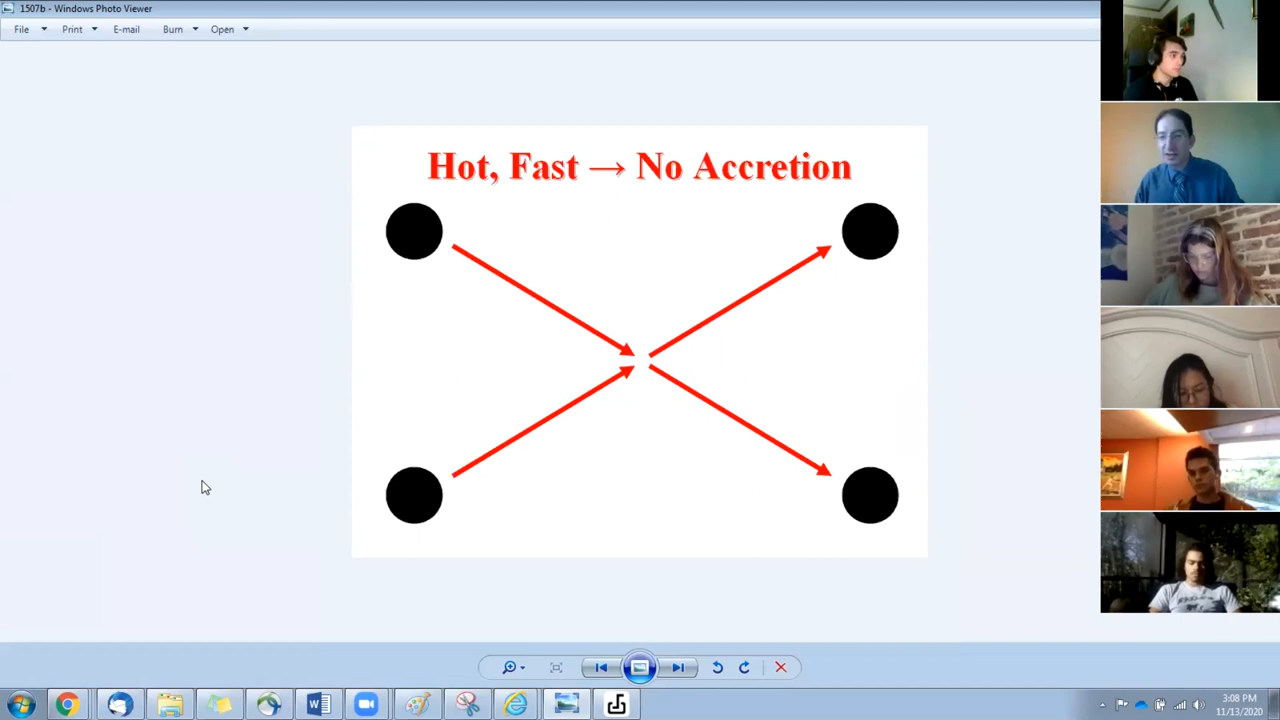 1507b - Windows Photo Viewer
File Print E-mail Burn Open
Hot, Fast → No Accretion
3:08 PM
11/13/2020